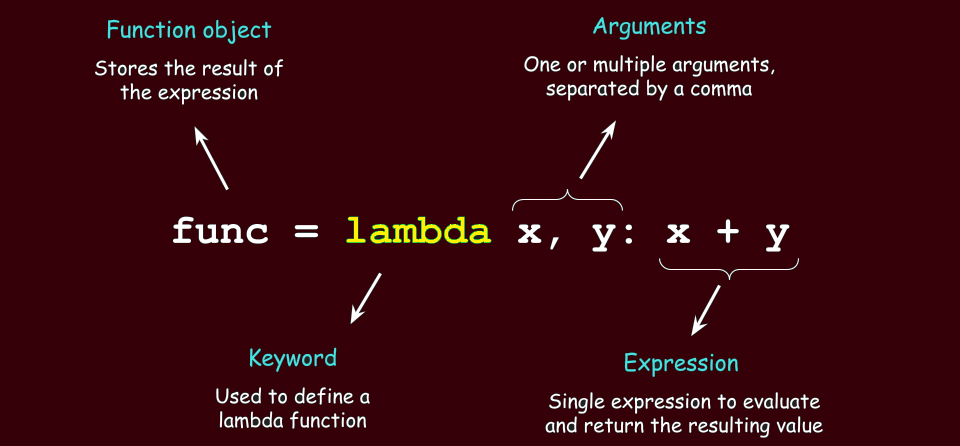 Function object
Stores the result of
the expression
Arguments
One or multiple arguments,
separated by a comma
func = lambda x, y: x + y
Keyword
Used to define a
lambda function
Expression
Single expression to evaluate
and return the resulting value